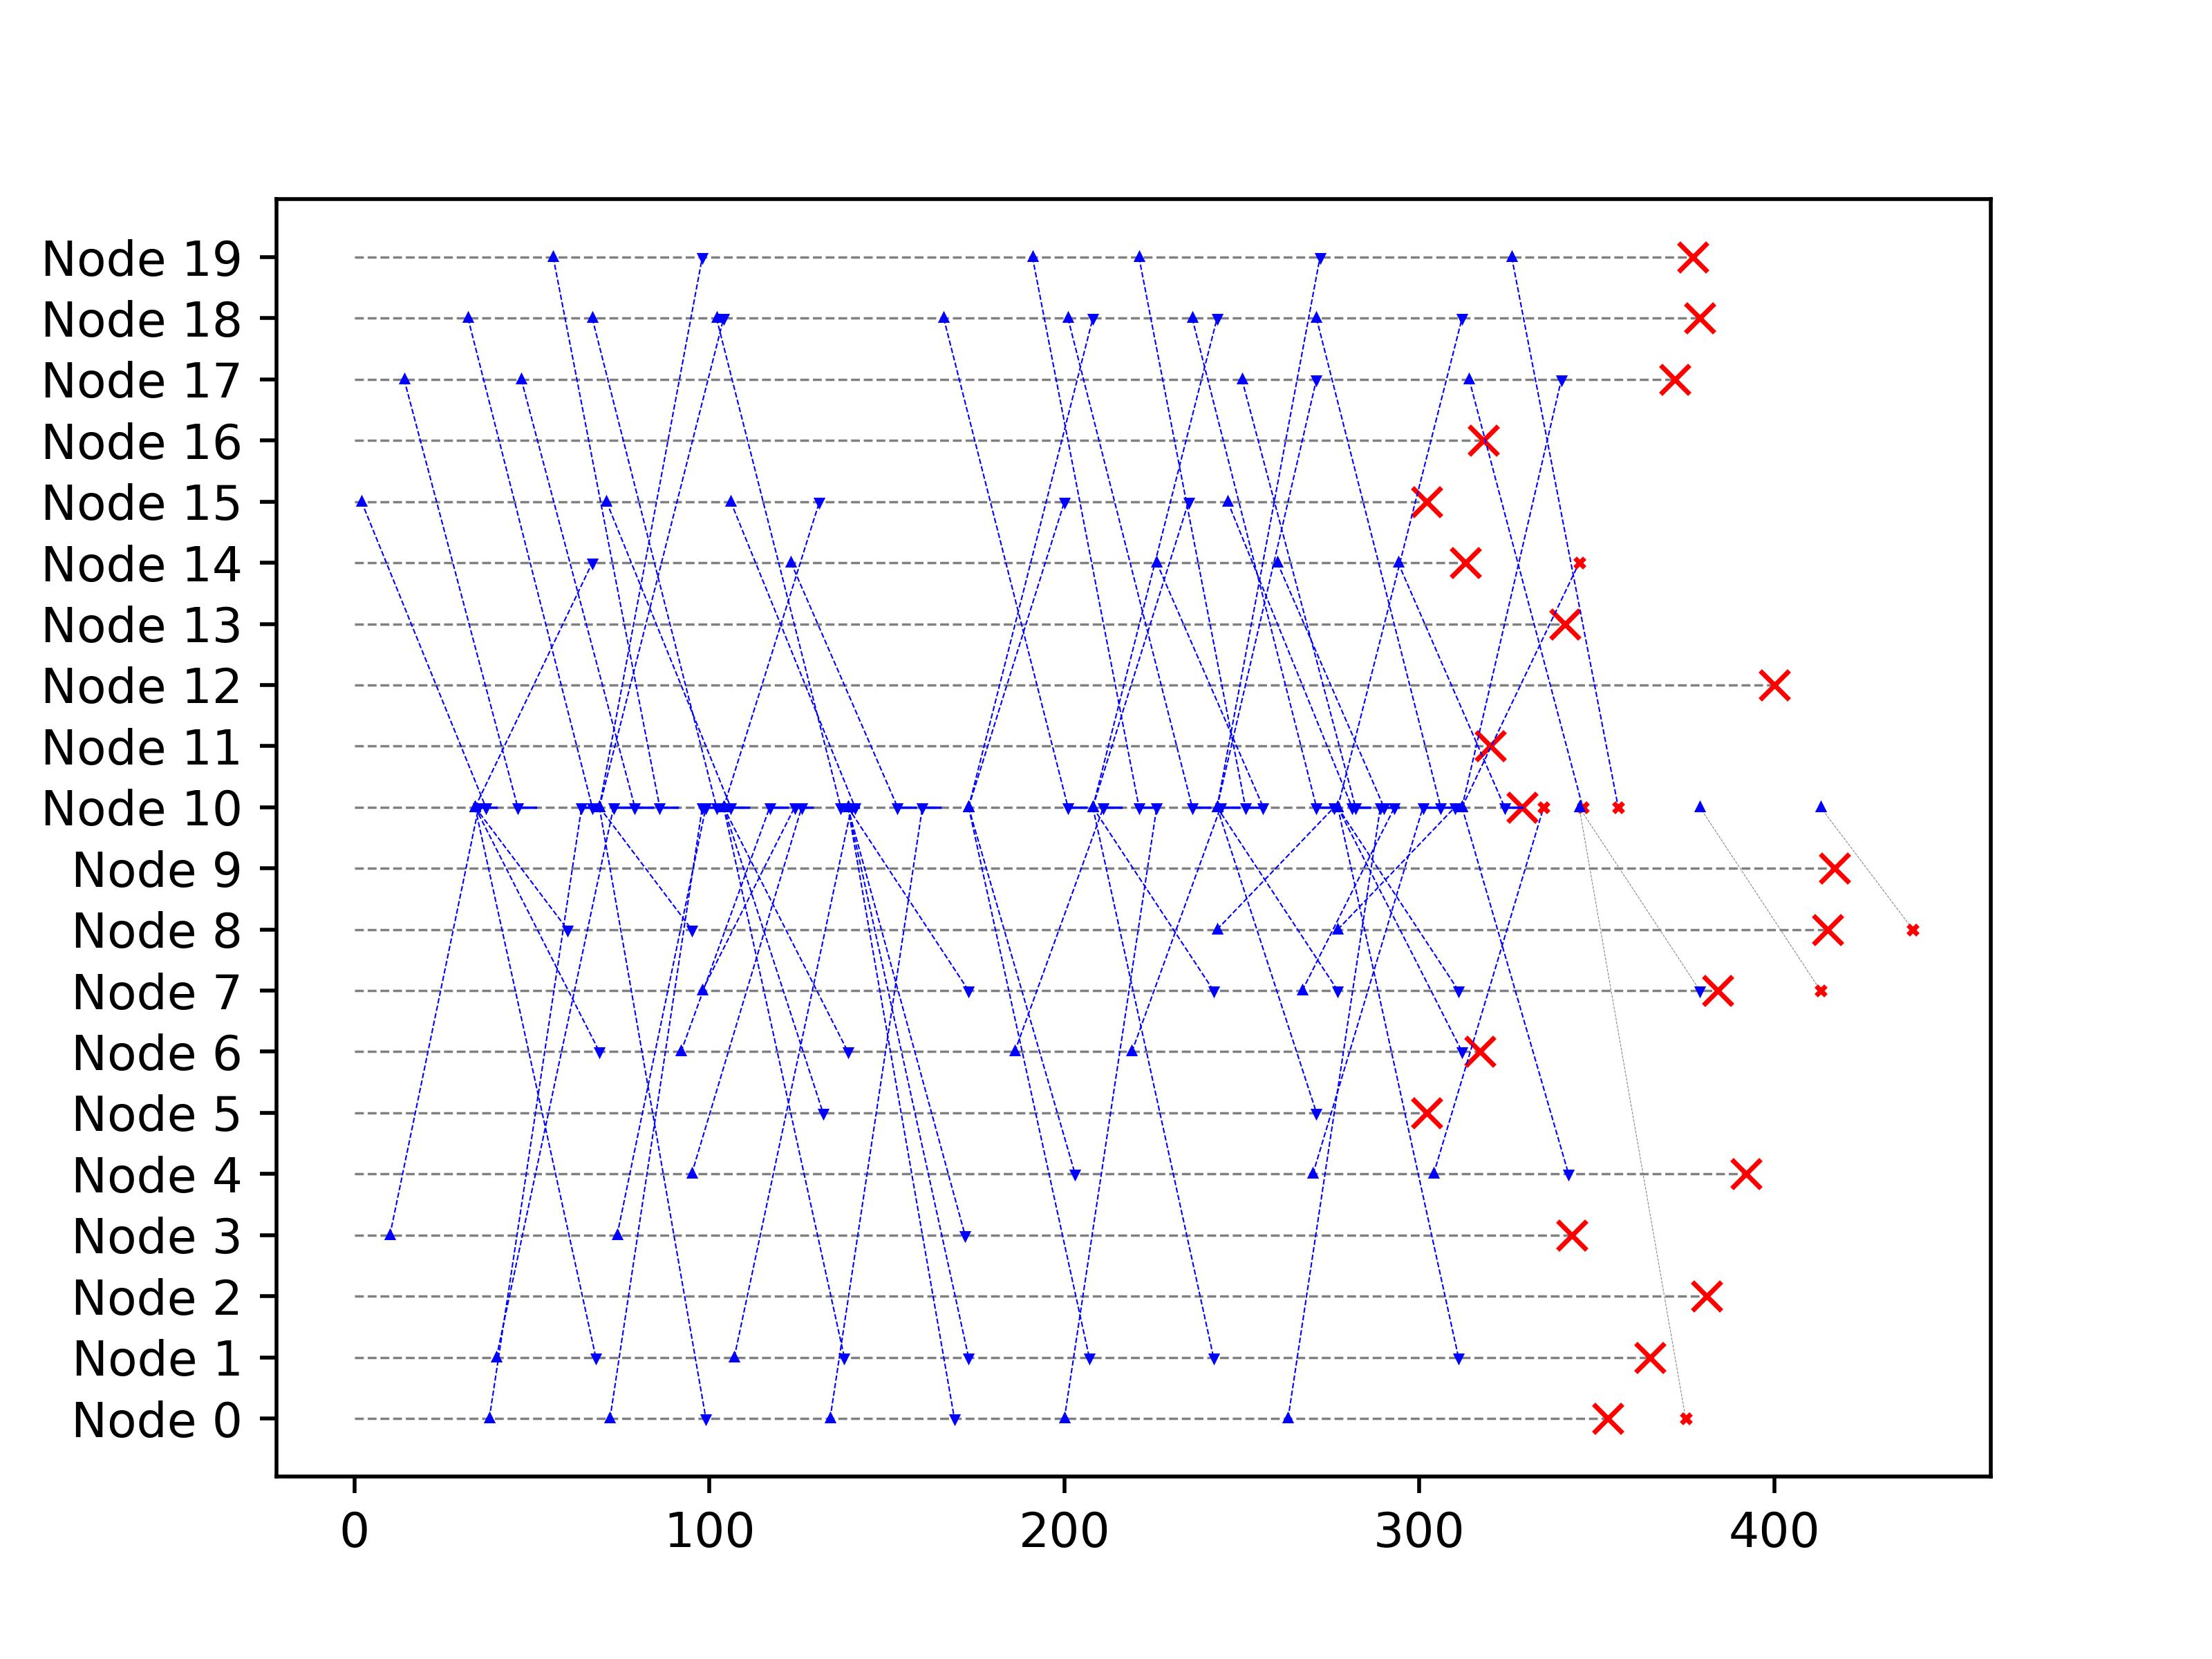 Node 19
Node 18
Node 17
Node 16
Node 15
Node 14
Node 13
Node 12
Node 11
Node 10
Node 9
Node 8
Node 7
Node 6
Node 5
Node 4
Node 3
Node 2
Node 1
Node 0
0 100 200 300 400